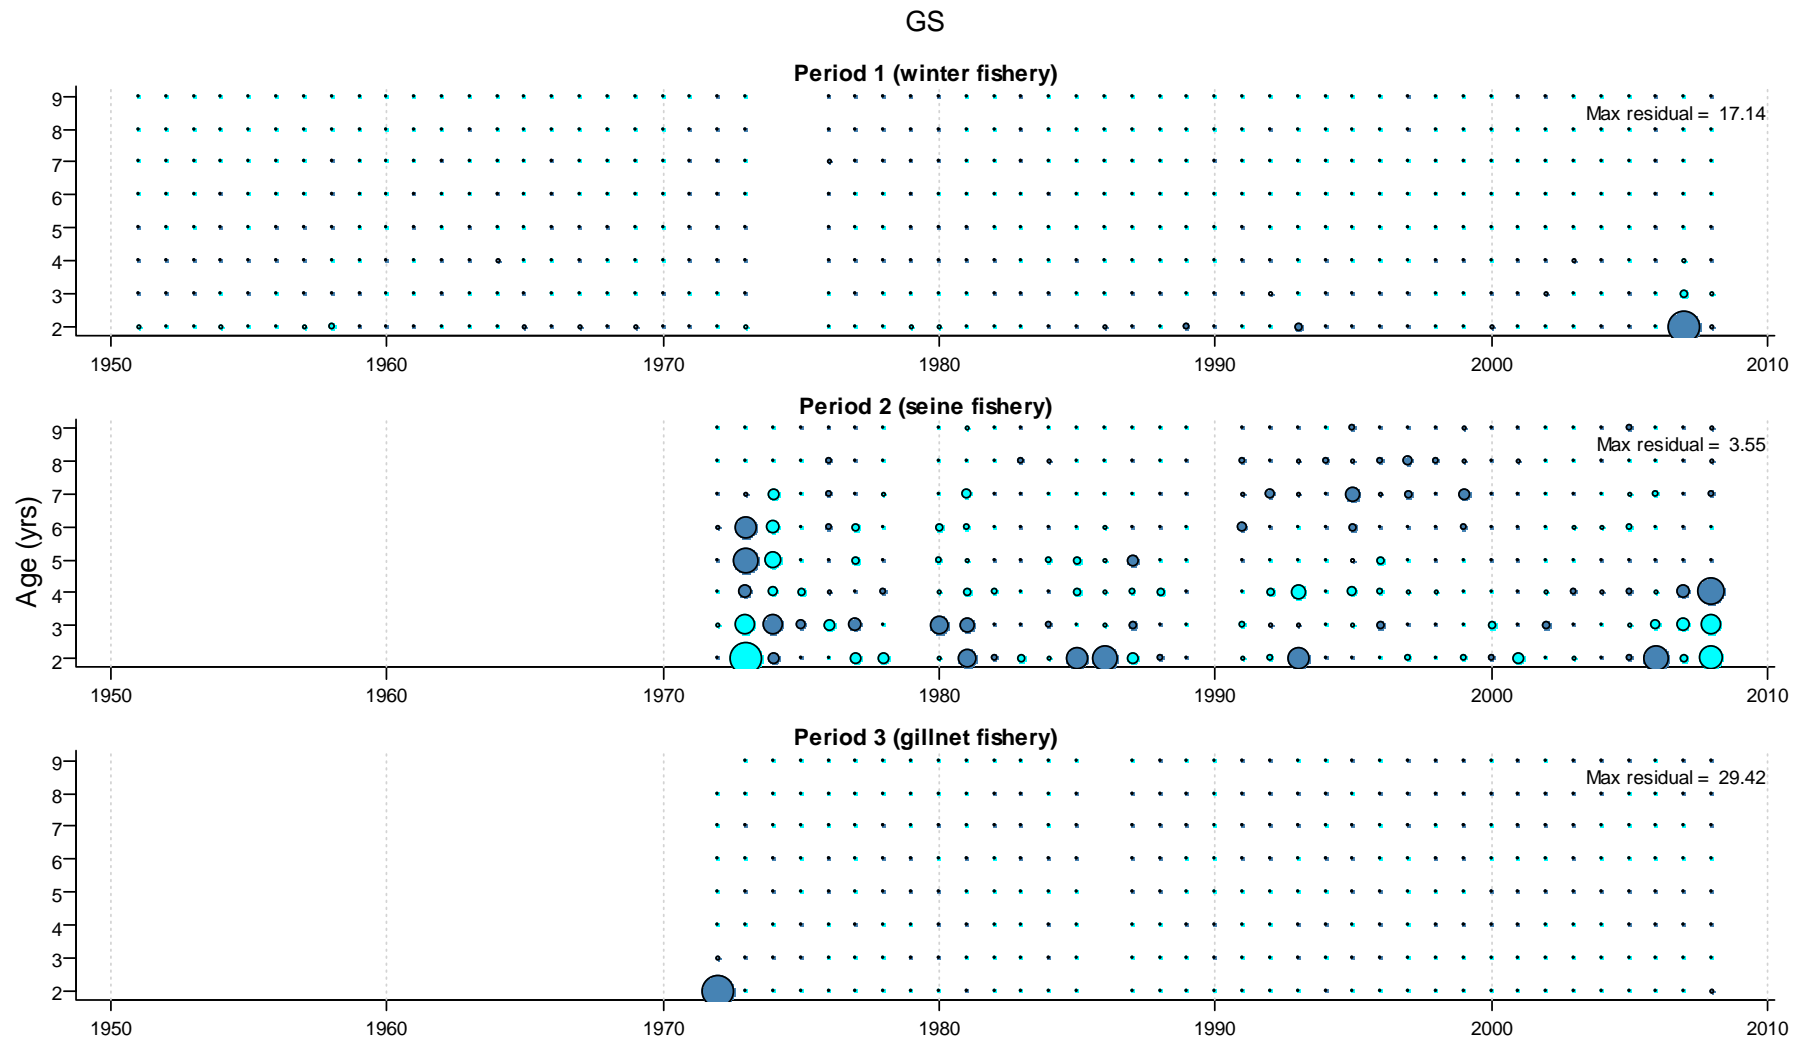 GS
Period 1 (winter fishery)
Max residual = 17.14
9
8
7
6
5
4
3
2
1950 1960 1970 1980 1990 2000 2010
Period 2 (seine fishery)
Max residual = 3.55
9
8
7
6
5
4
3
2
Age (yrs)
1950 1960 1970 1980 1990 2000 2010
Period 3 (gillnet fishery)
Max residual = 29.42
9
8
7
6
5
4
3
2
1950 1960 1970 1980 1990 2000 2010